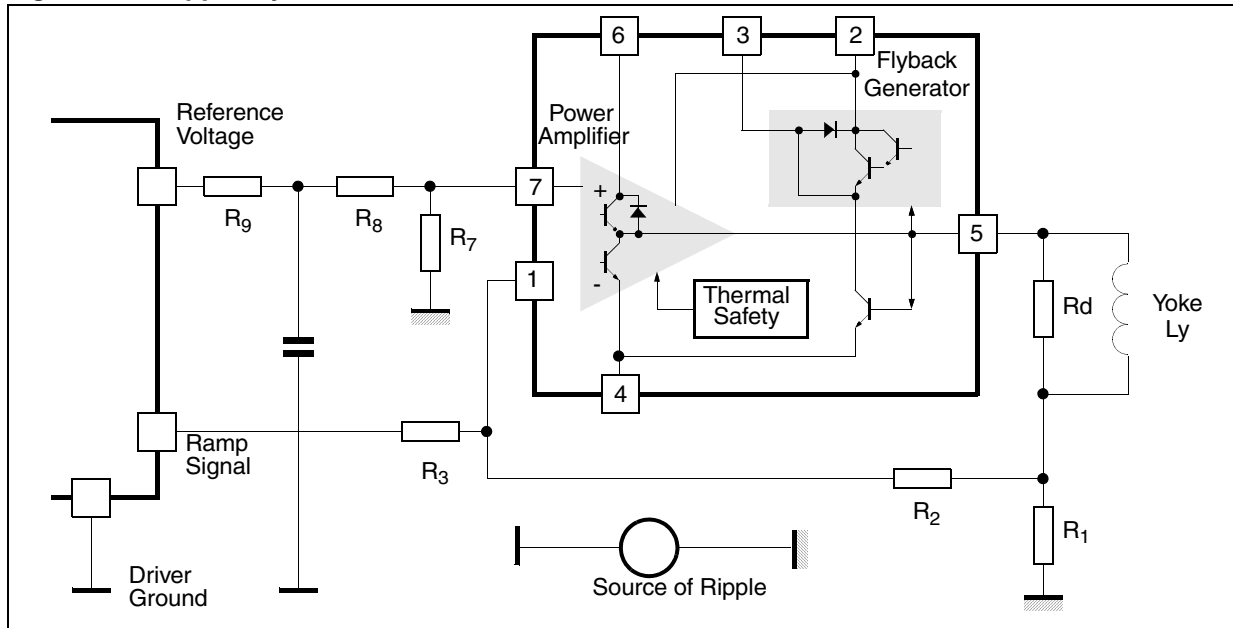 6
3
2
Flyback
Generator
Reference
Voltage
Power
Amplifier
7
+
R9
R8
R7
5
1
-
Thermal
Safety
Rd
Yoke
Ly
4
Ramp
Signal
R3
R2
R1
Source of Ripple
Driver
Ground